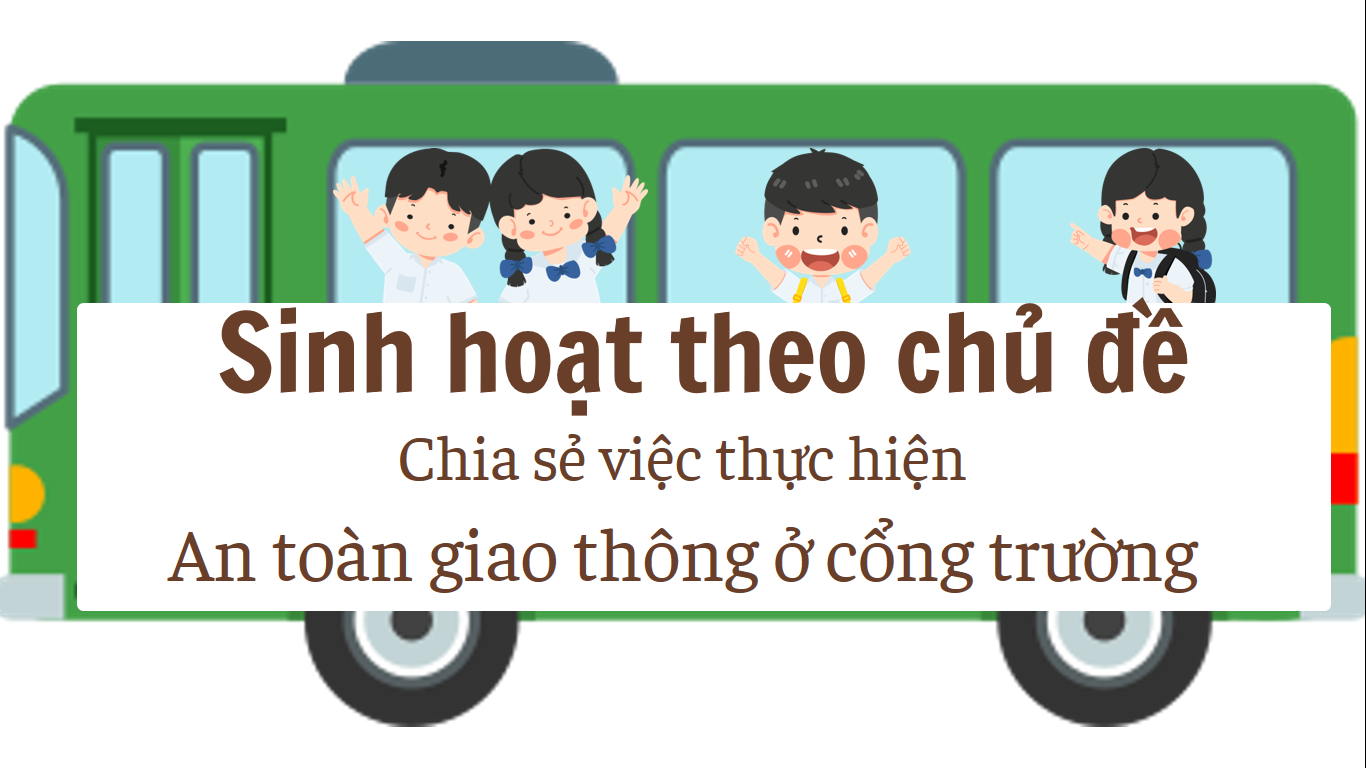 Sinh hoạt theo chủ đề
Chia sẻ việc thực hiện
An toàn giao thông ở cổng trường